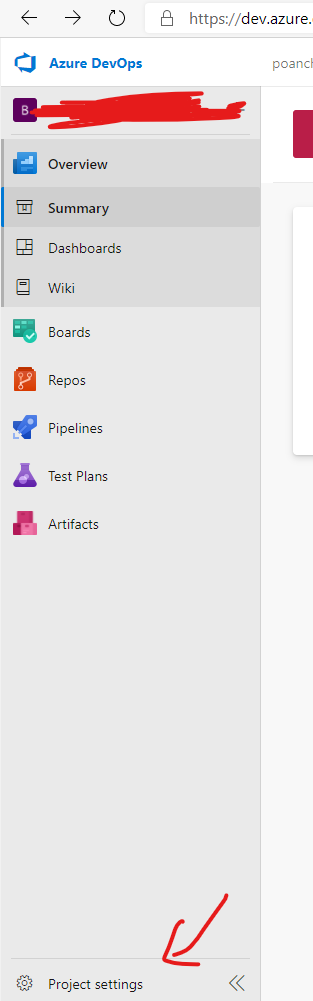 https://dev.azure.
Azure DevOps
poanch
B
Overview
Summary
Dashboards
Wiki
Boards
Repos
Pipelines
Test Plans
Artifacts
Project settings